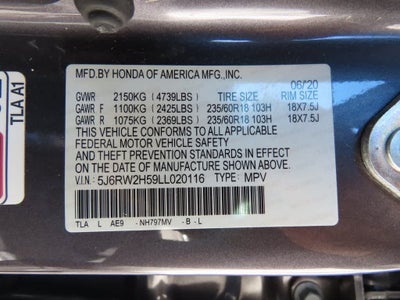 TLA A1
MFD.BY HONDA OF AMERICA MFG.,INC. 06/20
GVWR 2150KG (4739LBS) TIRE SIZE RIM SIZE
GAWR F 1100KG (2425LBS) 235/60R18 103H 18X7.5J
GAWR R 1075KG (2369LBS) 235/60R18 103H 18X7.5J
THIS VEHICLE CONFORMS TO ALL APPLICABLE
FEDERAL MOTOR VEHICLE SAFETY
AND THEFT PREVENTION STANDARDS IN EFFECT
ON THE DATE OF MANUFACTURE SHOWN ABOVE.
V.I.N.: 5J6RW2H59LL020116 TYPE: MPV
TLA L AE9 - NH797MV - B - L